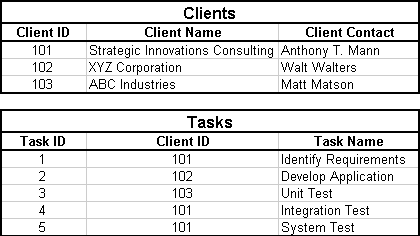 Clients
Client ID Client Name Client Contact
101 Strategic Innovations Consulting Anthony T. Mann
102 XYZ Corporation Walt Walters
103 ABC Industries Matt Matson
Tasks
Task ID Client ID Task Name
1 101 Identify Requirements
2 102 Develop Application
3 103 Unit Test
4 101 Integration Test
5 101 System Test